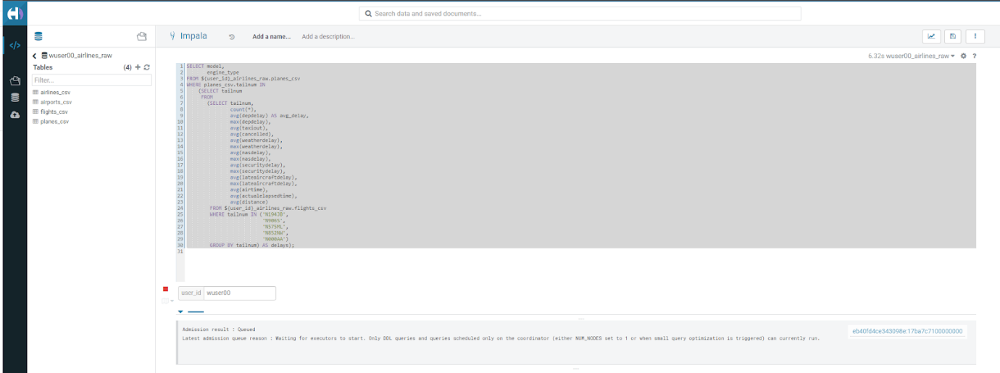 Search data and saved documents...
Impala
Add a name...
Add a description...
wuser00_airlines_raw
6.32s wuser00_airlines_raw
?
Tables
(4)
Filter...
airlines_csv
airports_csv
flights_csv
planes_csv
1 SELECT model,
2 engine_type
3 FROM ${user_id}_airlines_raw.planes_csv
4 WHERE planes_csv.tailnum IN
5 (SELECT tailnum
6 FROM
7 (SELECT tailnum,
8 count(*),
9 avg(depdelay) AS avg_delay,
10 max(depdelay),
11 avg(taxiout),
12 avg(cancelled),
13 avg(weatherdelay),
14 max(weatherdelay),
15 avg(nasdelay),
16 max(nasdelay),
17 avg(securitydelay),
18 max(securitydelay),
19 avg(lateaircraftdelay),
20 max(lateaircraftdelay),
21 avg(airtime),
22 avg(actualelapsedtime),
23 avg(distance)
24 FROM ${user_id}_airlines_raw.flights_csv
25 WHERE tailnum IN ('N194JB',
26 'N906S',
27 'N575ML',
28 'N852NW',
29 'N000AA')
30 GROUP BY tailnum) AS delays);
31
user_id wuser00
Admission result : Queued
Latest admission queue reason : Waiting for executors to start. Only DDL queries and queries scheduled only on the coordinator (either NUM_NODES set to 1 or when small query optimization is triggered) can currently run.
eb40fd4ce343098e:17ba7c7100000000